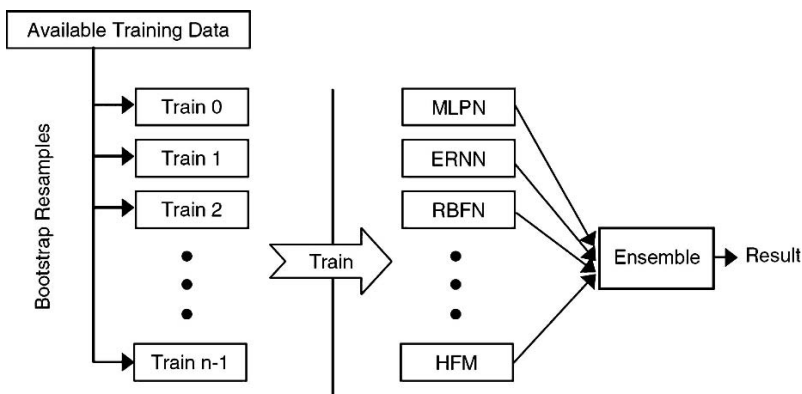 Available Training Data
Bootstrap Resamples
Train 0
Train 1
Train 2
Train n-1
Train
MLPN
ERNN
RBFN
HFM
Ensemble
Result